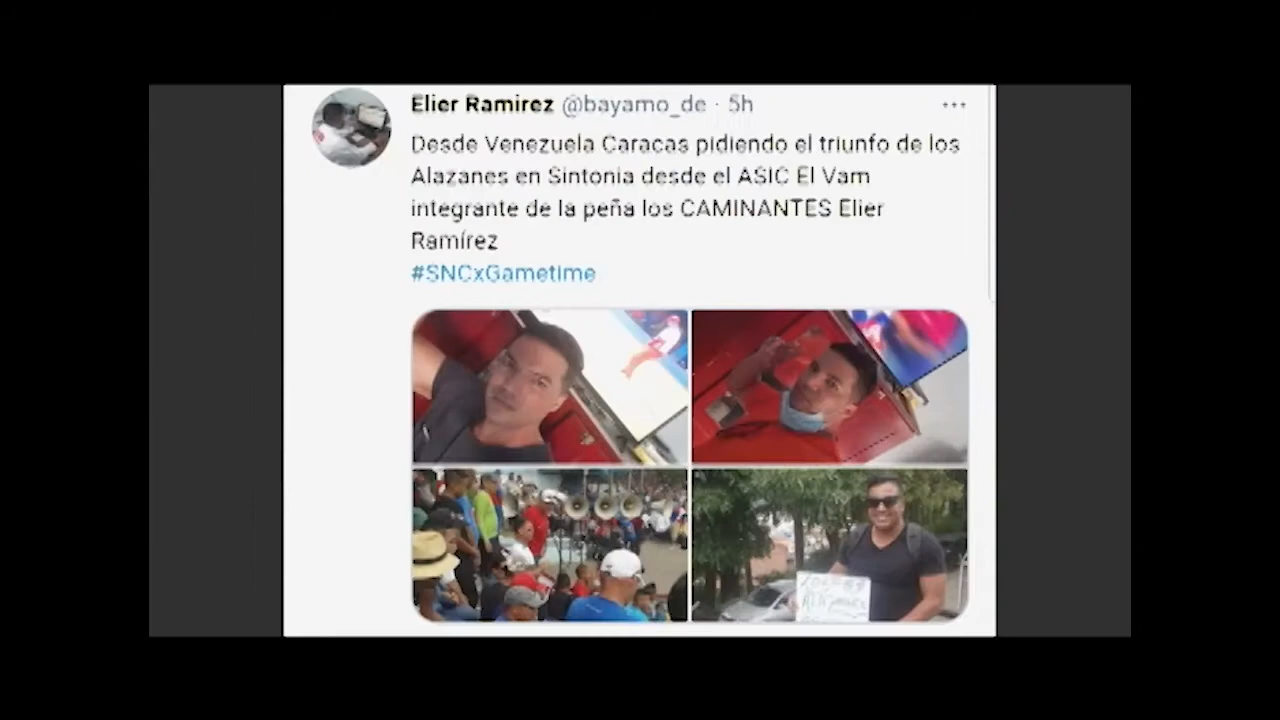 Elier Ramirez @bayamo_de · 5h
Desde Venezuela Caracas pidiendo el triunfo de los
Alazanes en Sintonia desde el ASIC El Vam
integrante de la peña los CAMINANTES Elier
Ramírez
#SNCxGametime